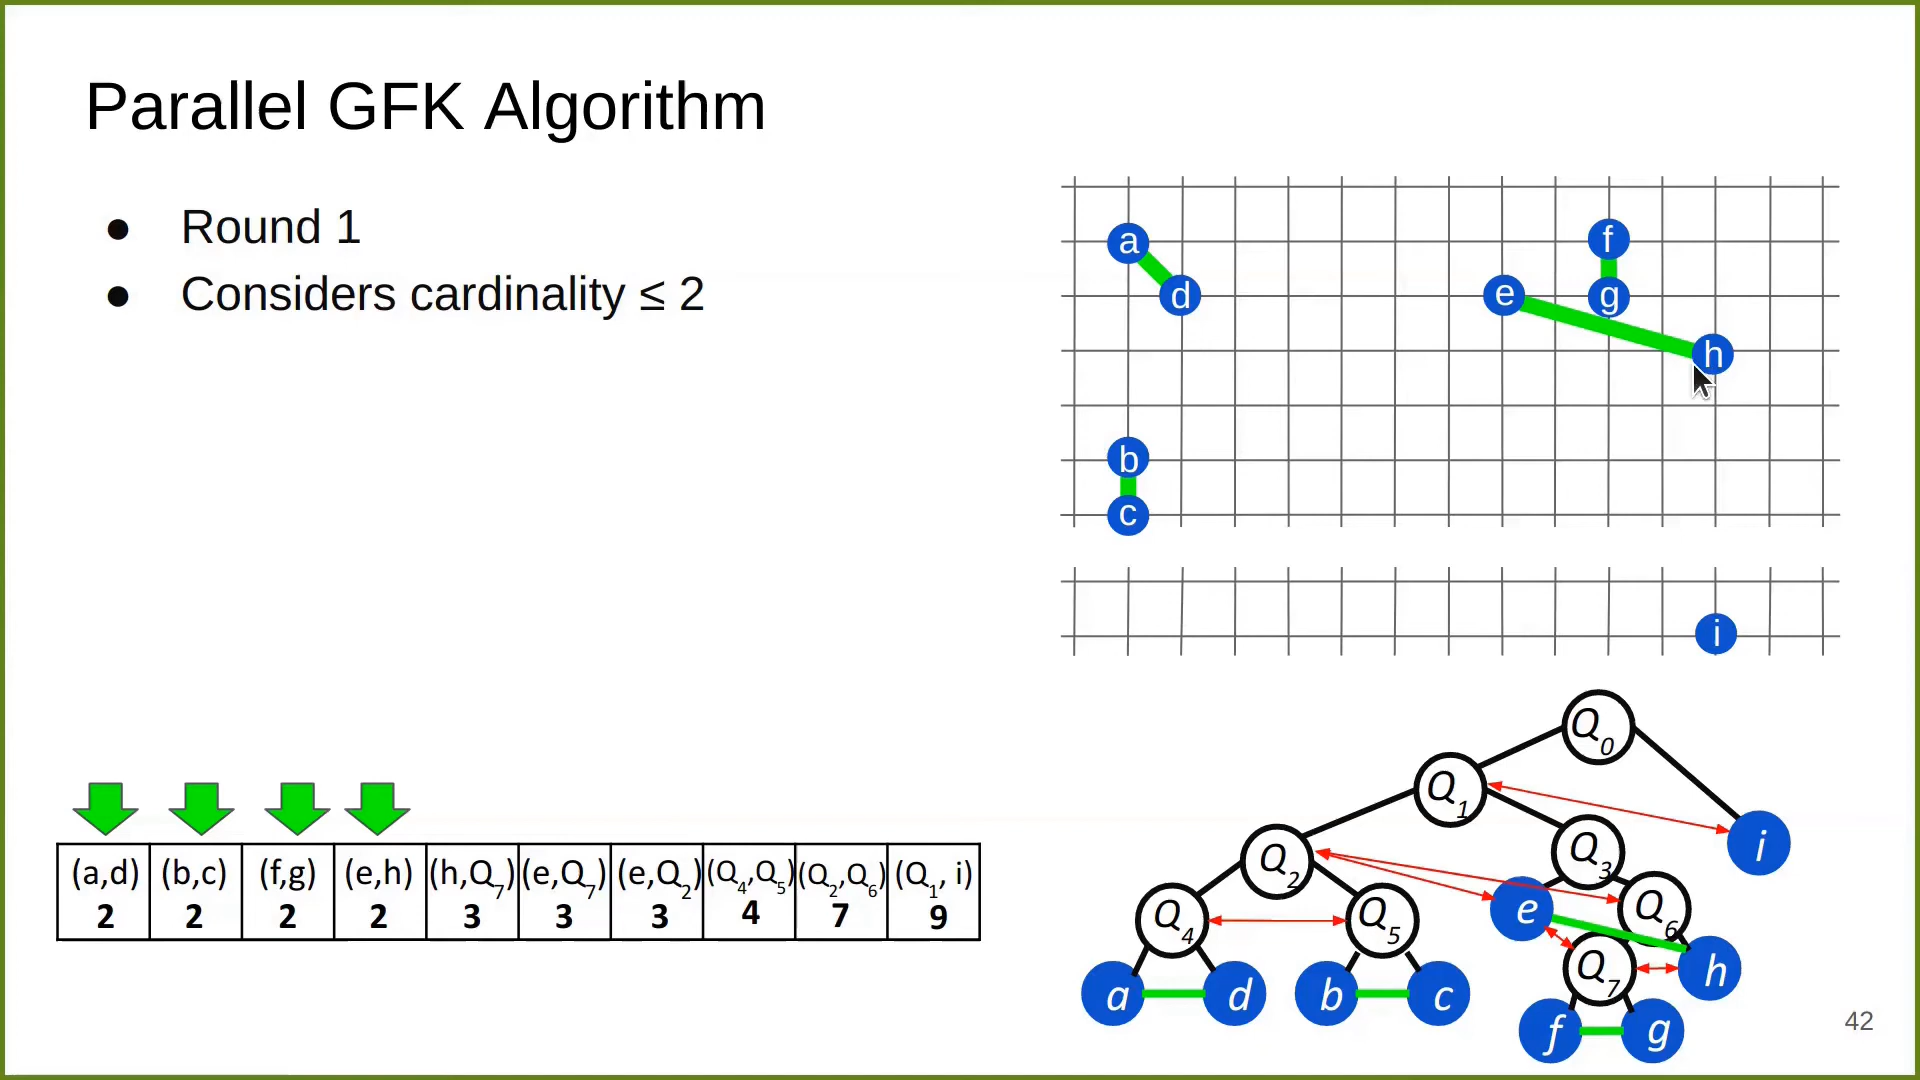 Parallel GFK Algorithm
● Round 1
● Considers cardinality ≤ 2
a
f
d
e
g
h
b
c
i
(a,d) (b,c) (f,g) (e,h) (h,Q7) (e,Q7) (e,Q2) (Q4,Q5) (Q2,Q6) (Q1, i)
2 2 2 2 3 3 3 4 7 9
Q0
Q1
Q2 Q3 i
Q4 Q5 e Q6
a d b c Q7 h
f g
42